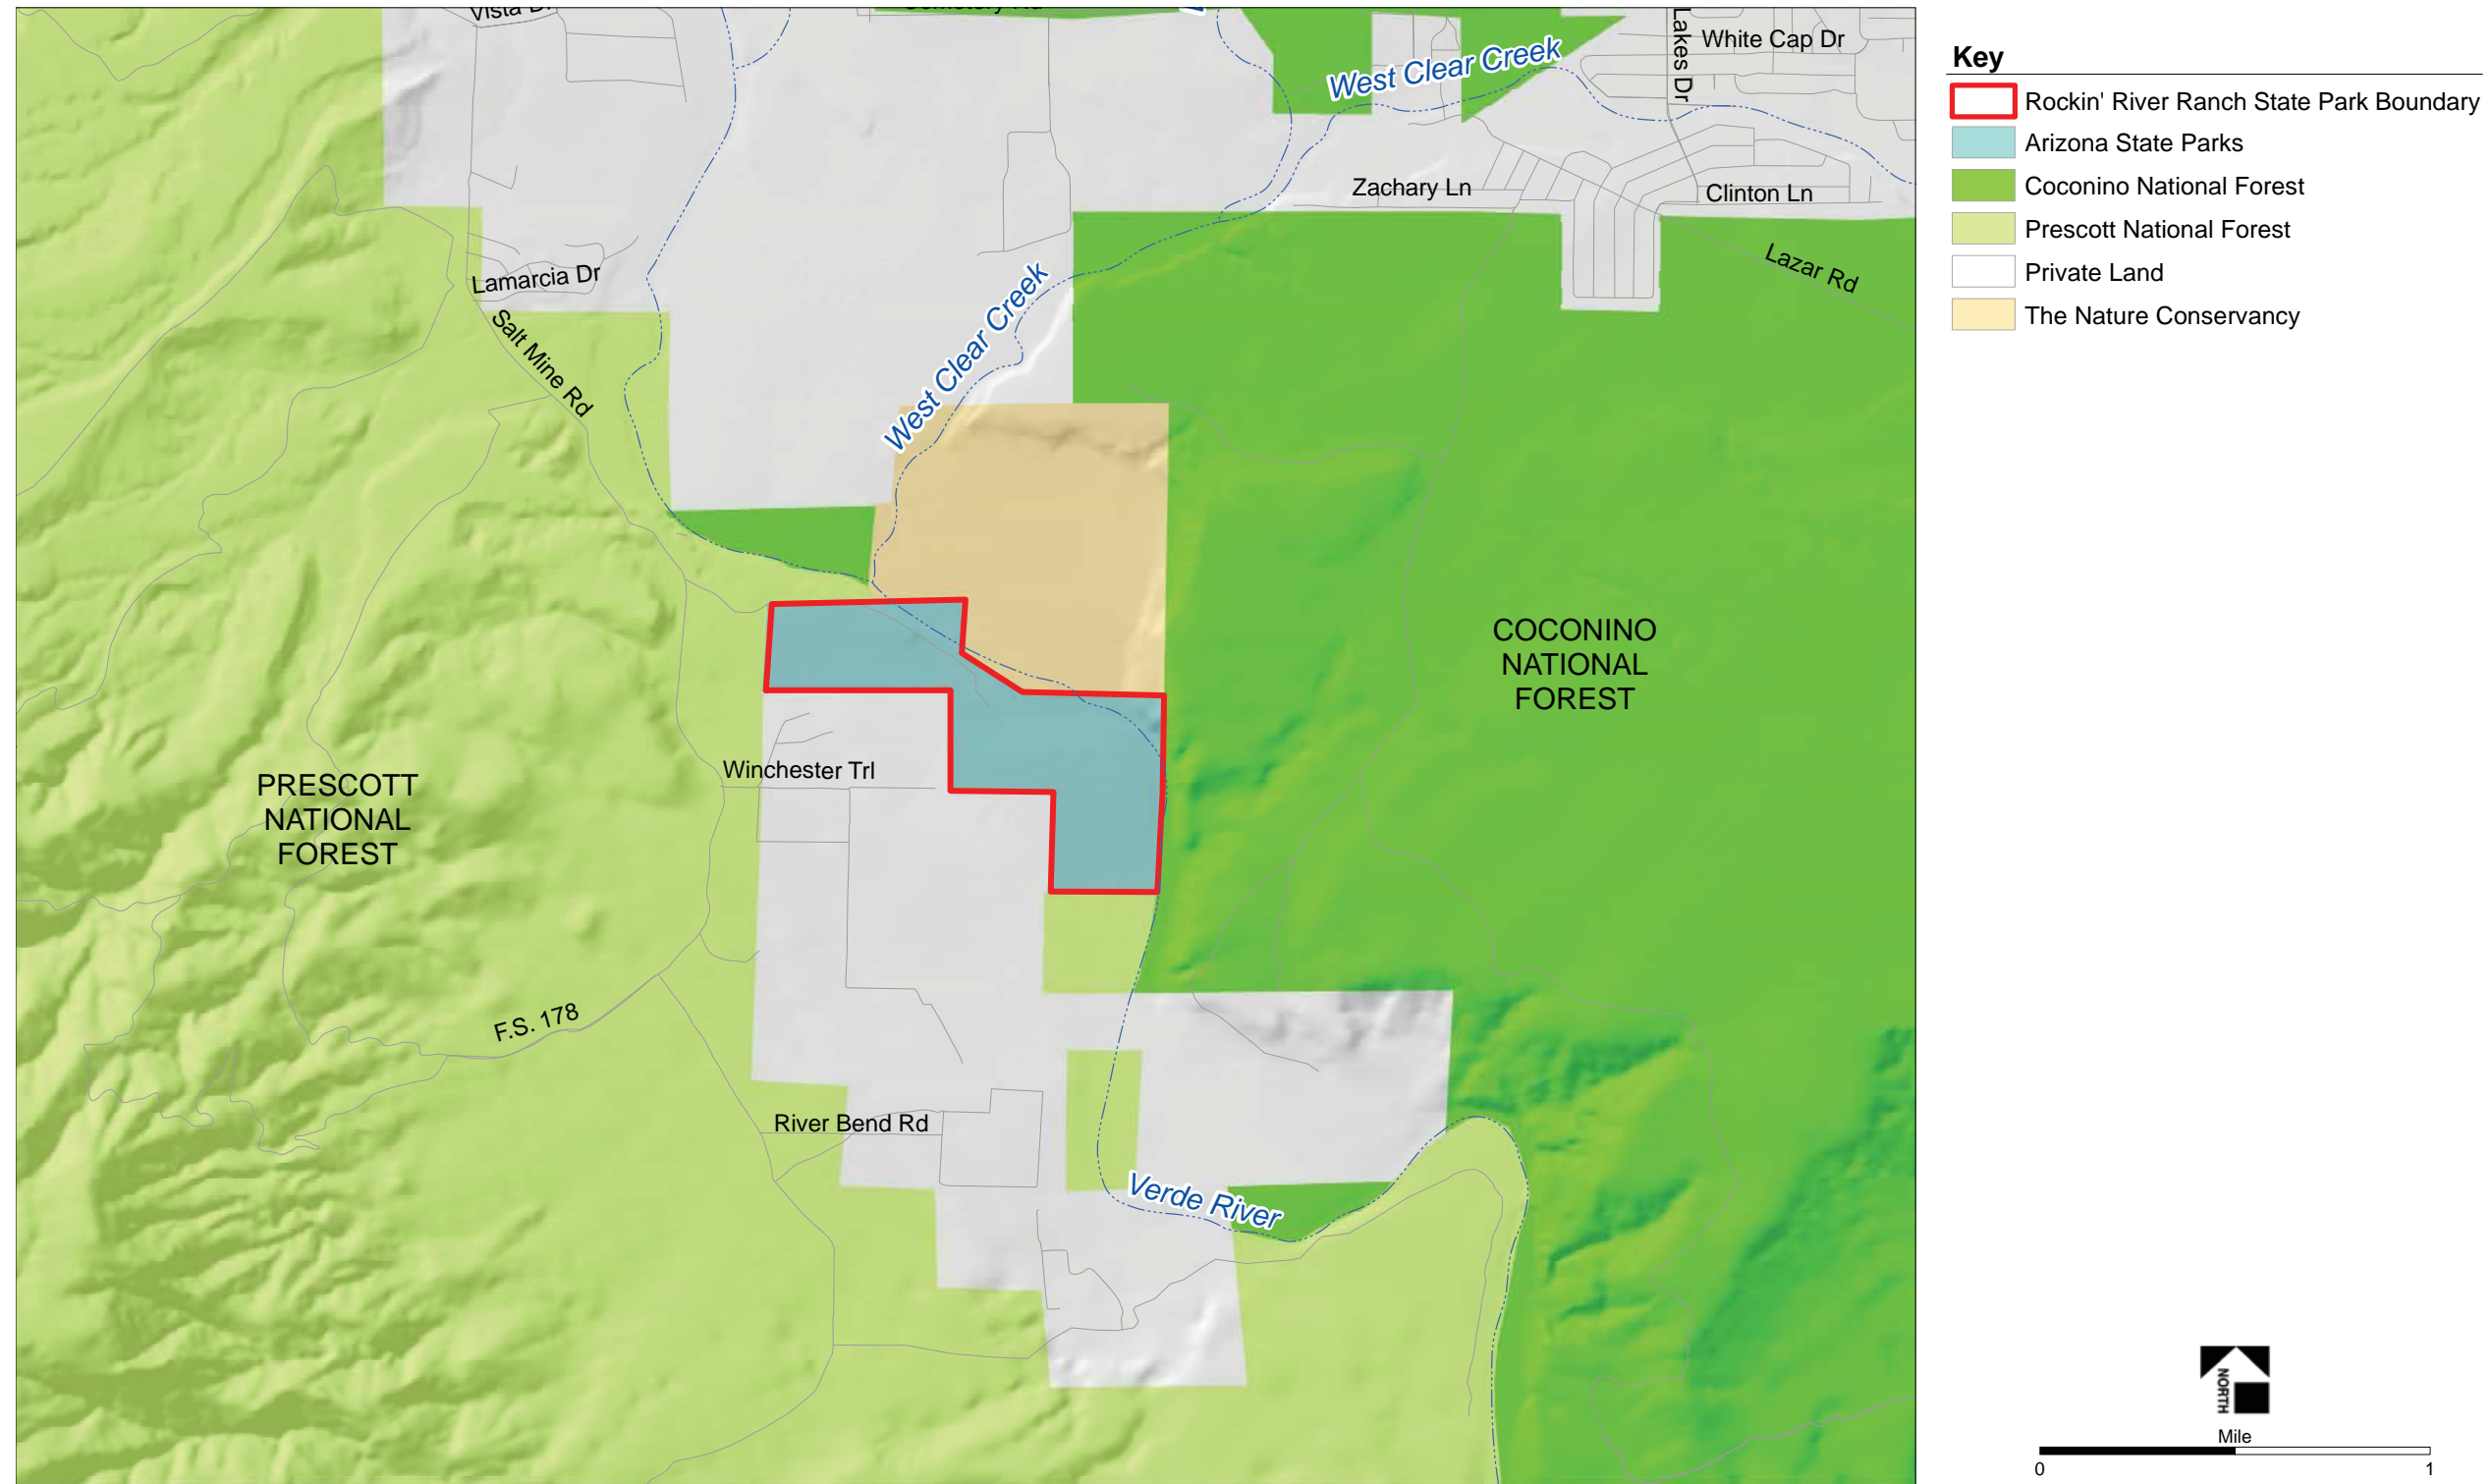 Vista Dr
Cemetery Rd
West Clear Creek
Lakes Dr
White Cap Dr
Zachary Ln
Clinton Ln
Lazar Rd
Lamarcia Dr
West Clear Creek
Salt Mine Rd
COCONINO
NATIONAL
FOREST
Winchester Trl
PRESCOTT
NATIONAL
FOREST
F.S. 178
River Bend Rd
Verde River
Key
Rockin' River Ranch State Park Boundary
Arizona State Parks
Coconino National Forest
Prescott National Forest
Private Land
The Nature Conservancy
NORTH
Mile
0 1